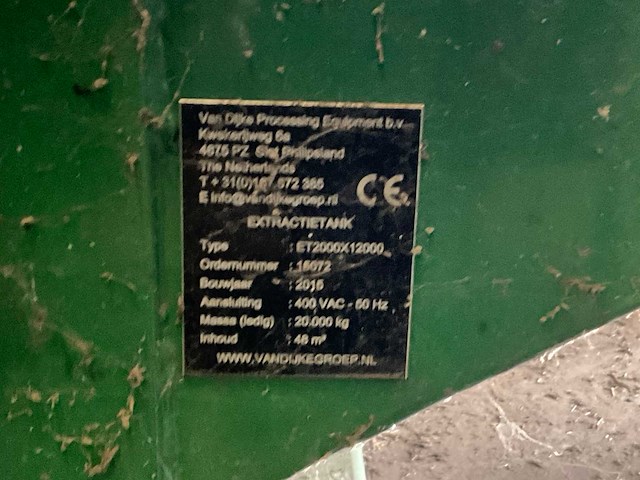 Van Dijke Processing Equipment b.v.
Kwekerijweg 6a
4675 PZ Sint Philipsland
The Netherlands
T + 31(0)167 572 385
E info@vandijkegroep.nl
CE
EXTRACTIETANK
Type : ET2000X12000
Ordernummer : 15072
Bouwjaar : 2015
Aansluiting : 400 VAC - 50 Hz
Massa (ledig) : 20.000 kg
Inhoud : 48 m³
WWW.VANDIJKEGROEP.NL